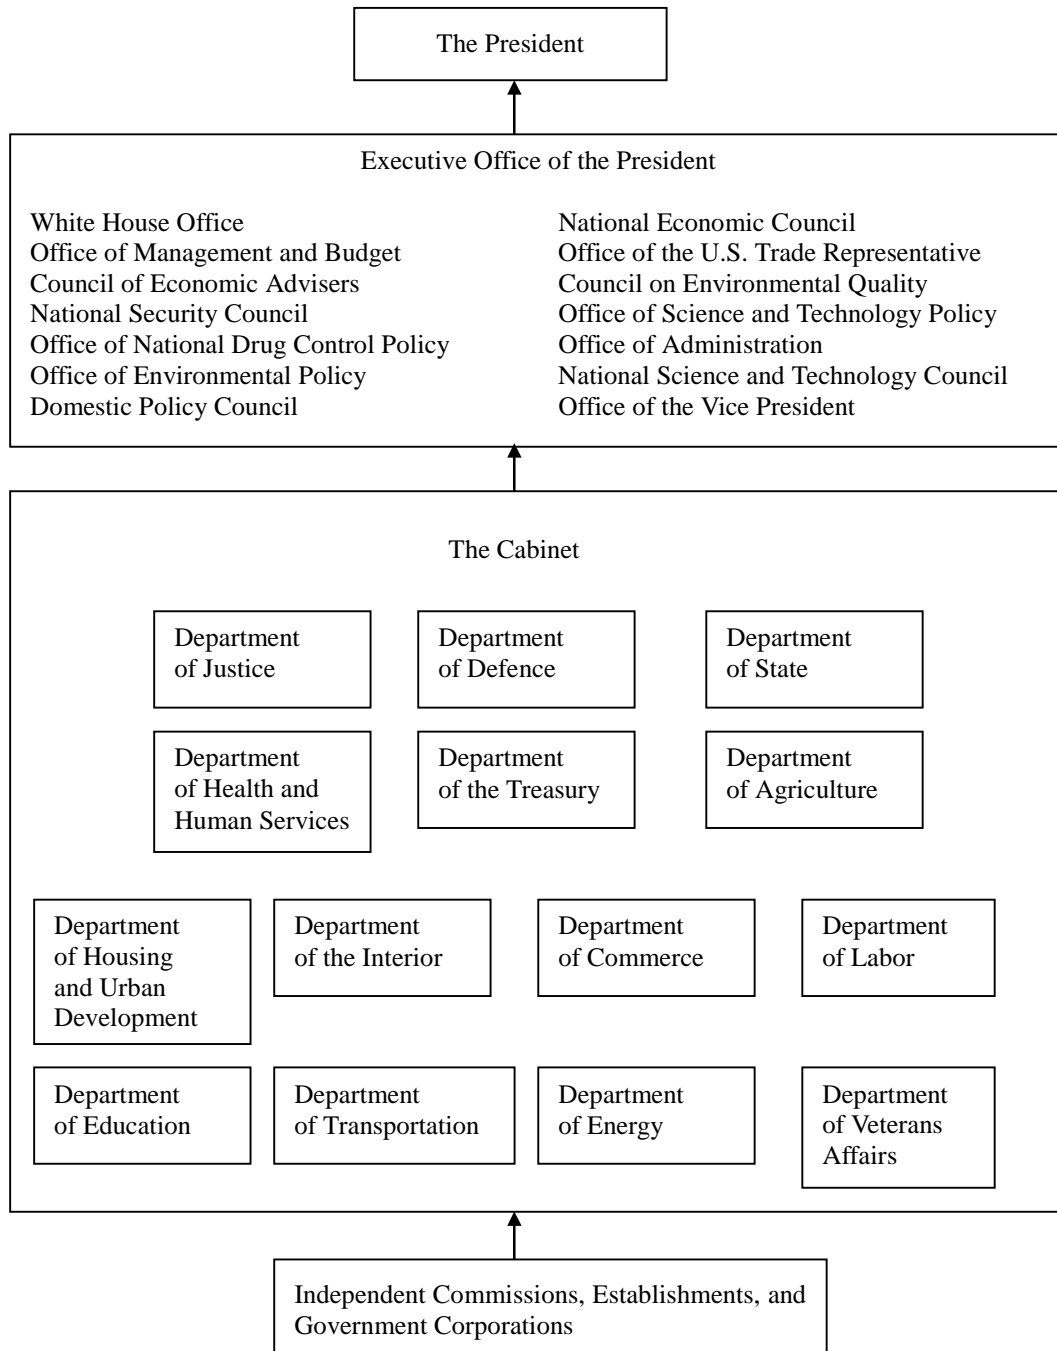 The President
Executive Office of the President
White House Office
Office of Management and Budget
Council of Economic Advisers
National Security Council
Office of National Drug Control Policy
Office of Environmental Policy
Domestic Policy Council
National Economic Council
Office of the U.S. Trade Representative
Council on Environmental Quality
Office of Science and Technology Policy
Office of Administration
National Science and Technology Council
Office of the Vice President
The Cabinet
Department
of Justice
Department
of Defence
Department
of State
Department
of Health and
Human Services
Department
of the Treasury
Department
of Agriculture
Department
of Housing
and Urban
Development
Department
of the Interior
Department
of Commerce
Department
of Labor
Department
of Education
Department
of Transportation
Department
of Energy
Department
of Veterans
Affairs
Independent Commissions, Establishments, and
Government Corporations